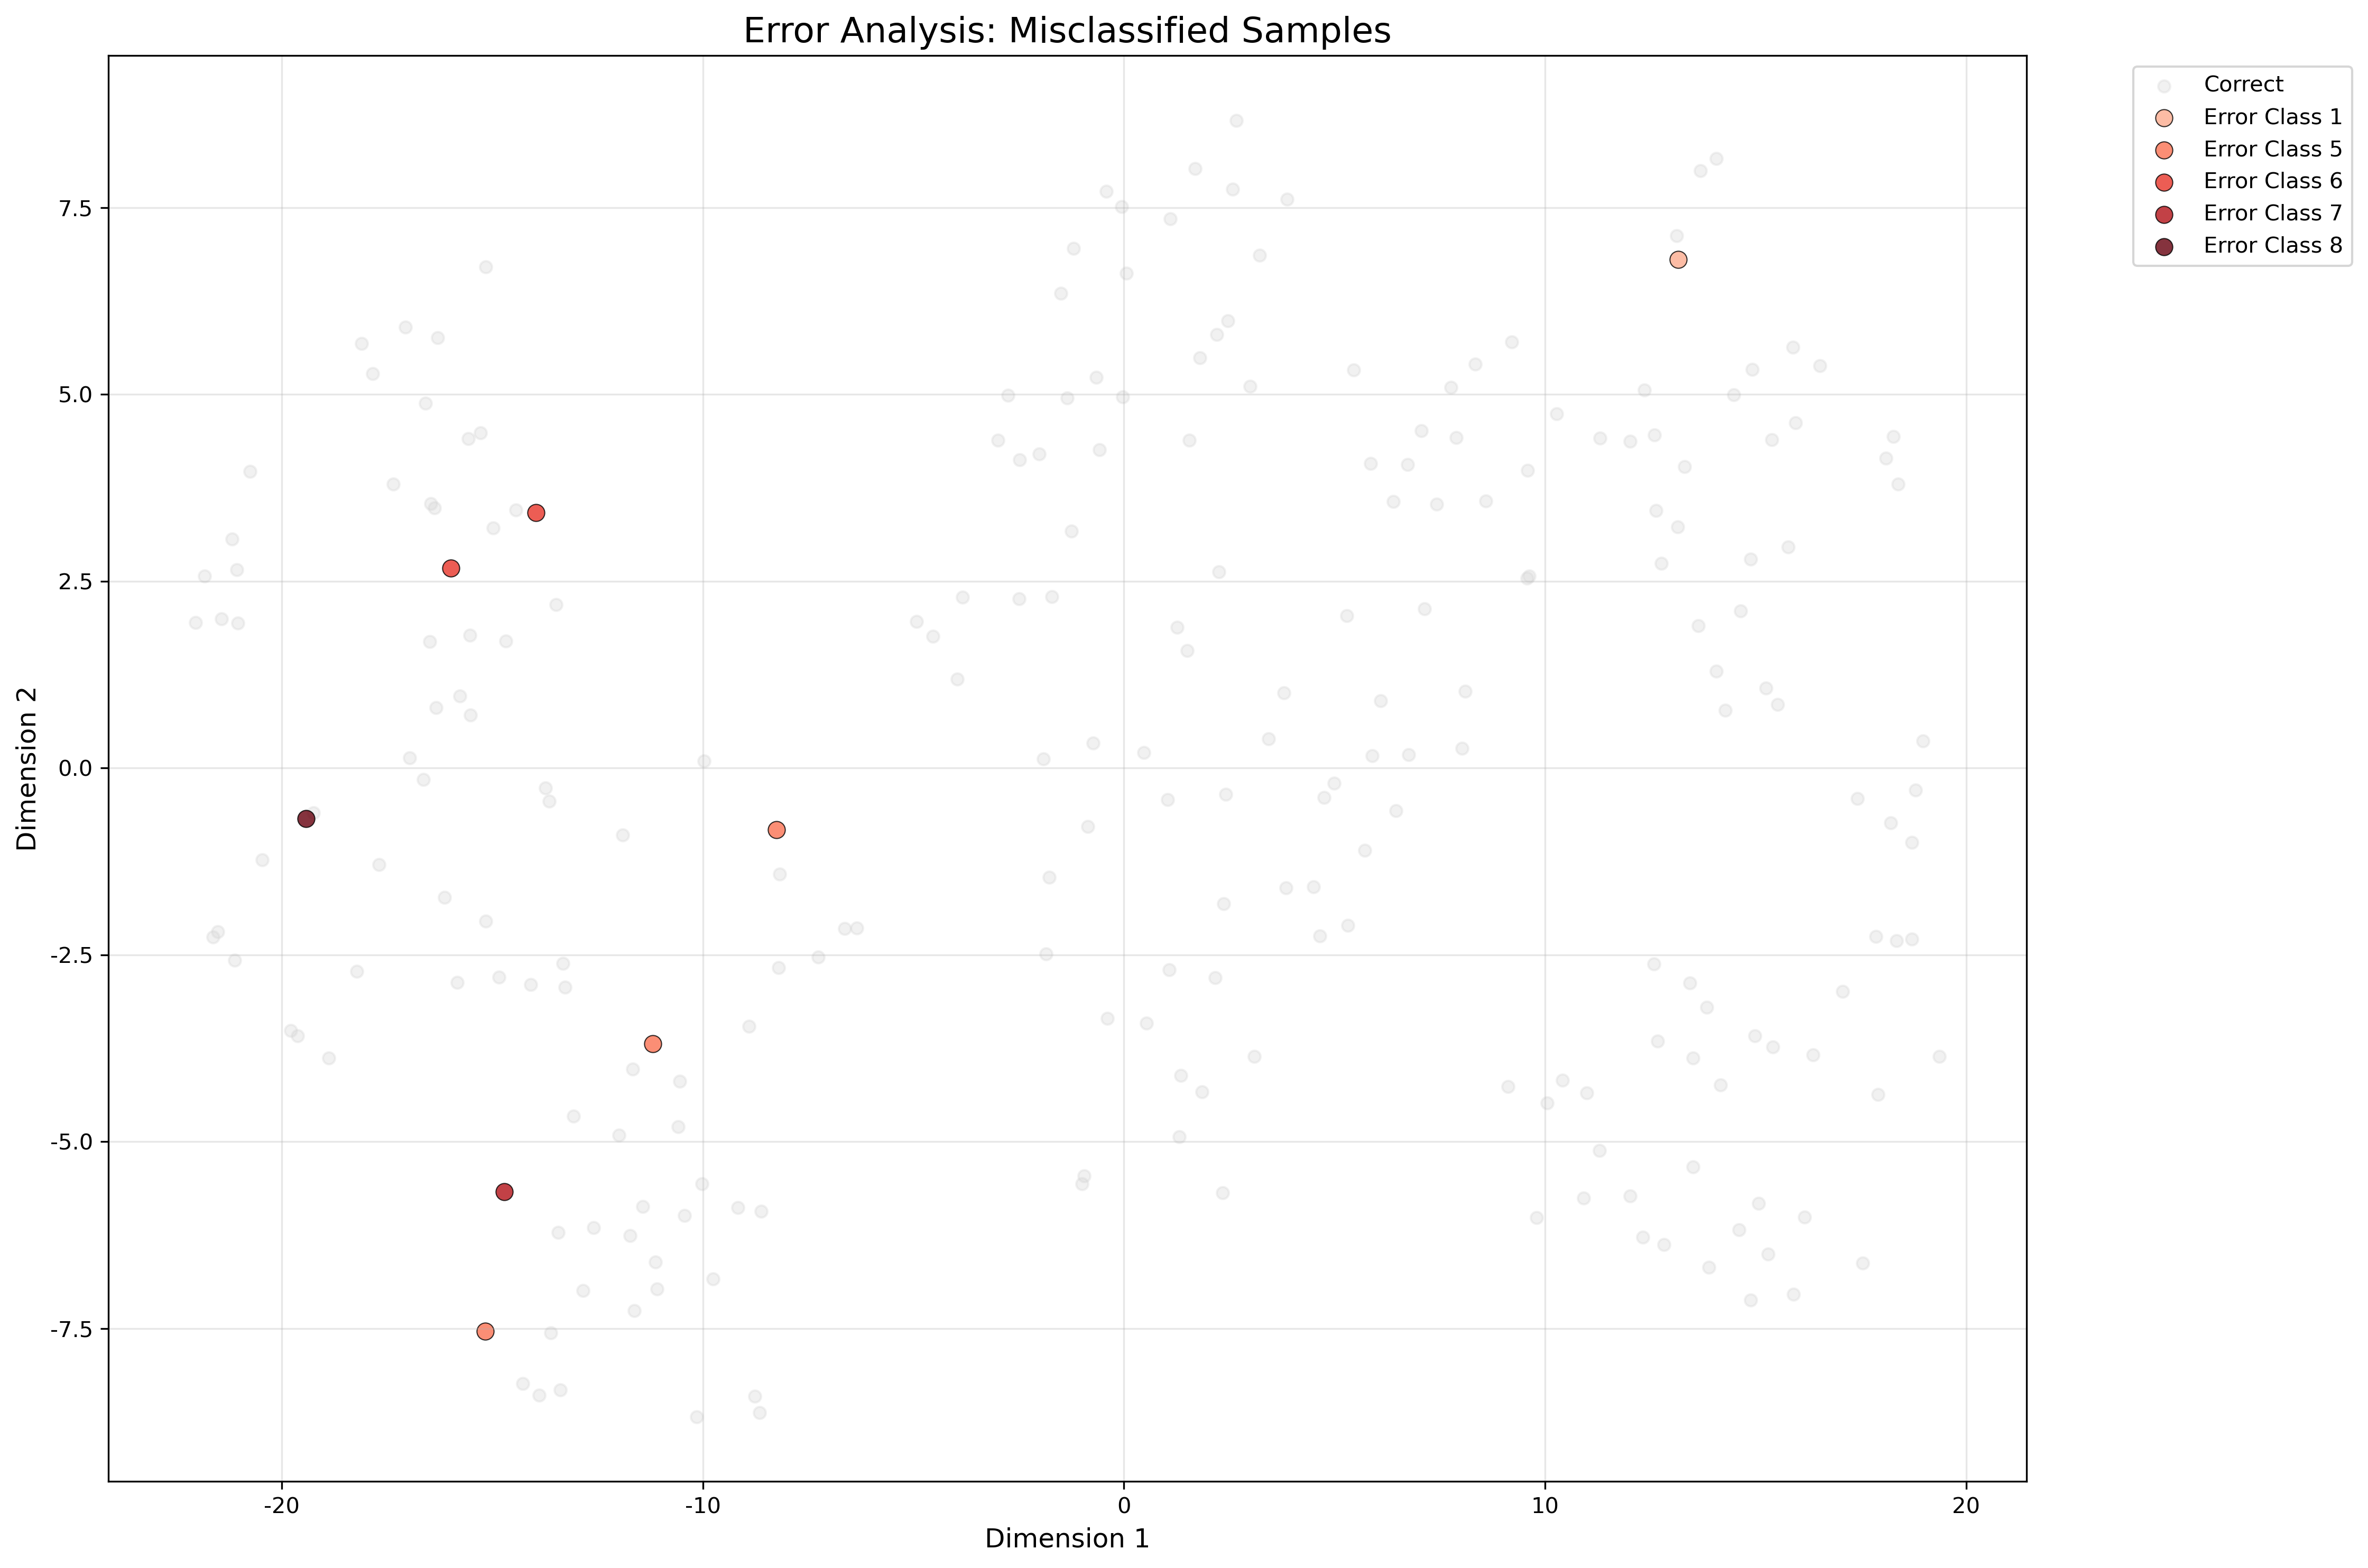 Error Analysis: Misclassified Samples
Correct
Error Class 1
Error Class 5
Error Class 6
Error Class 7
Error Class 8
7.5
5.0
2.5
0.0
-2.5
-5.0
-7.5
Dimension 2
-20
-10
0
10
20
Dimension 1